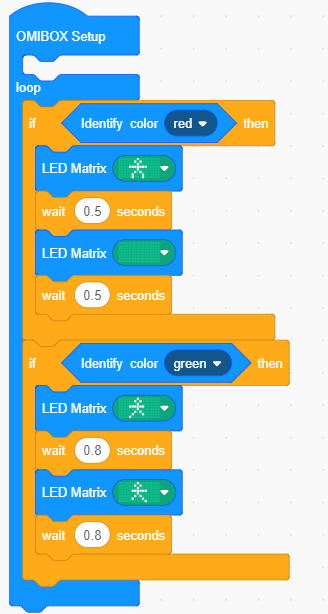 OMIBOX Setup
loop
if Identify color red then
LED Matrix
wait 0.5 seconds
LED Matrix
wait 0.5 seconds
if Identify color green then
LED Matrix
wait 0.8 seconds
LED Matrix
wait 0.8 seconds